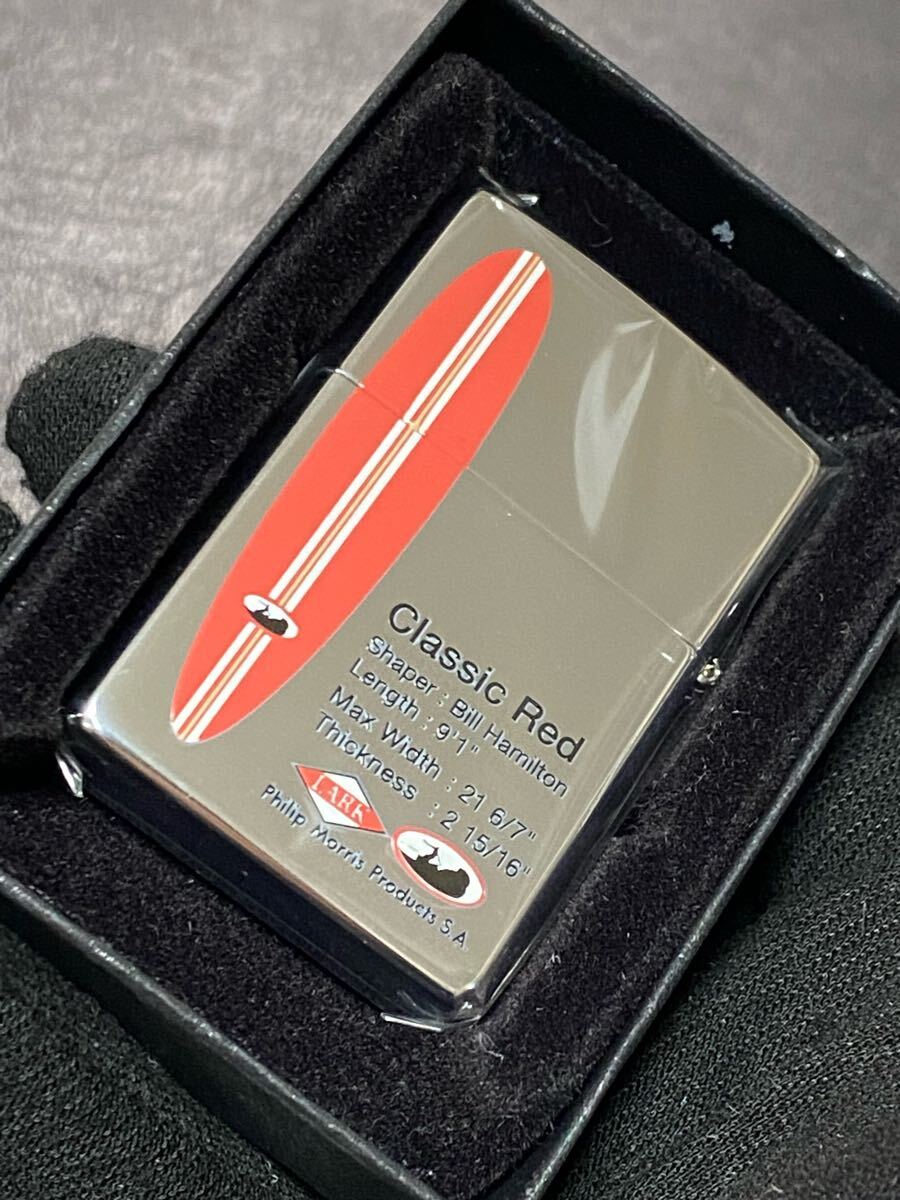 Classic Red
Shaper : Bill Hamilton
Length : 9'1"
Max Width : 21 6/7"
Thickness : 2 15/16"
LARK
Philip Morris Products S.A.